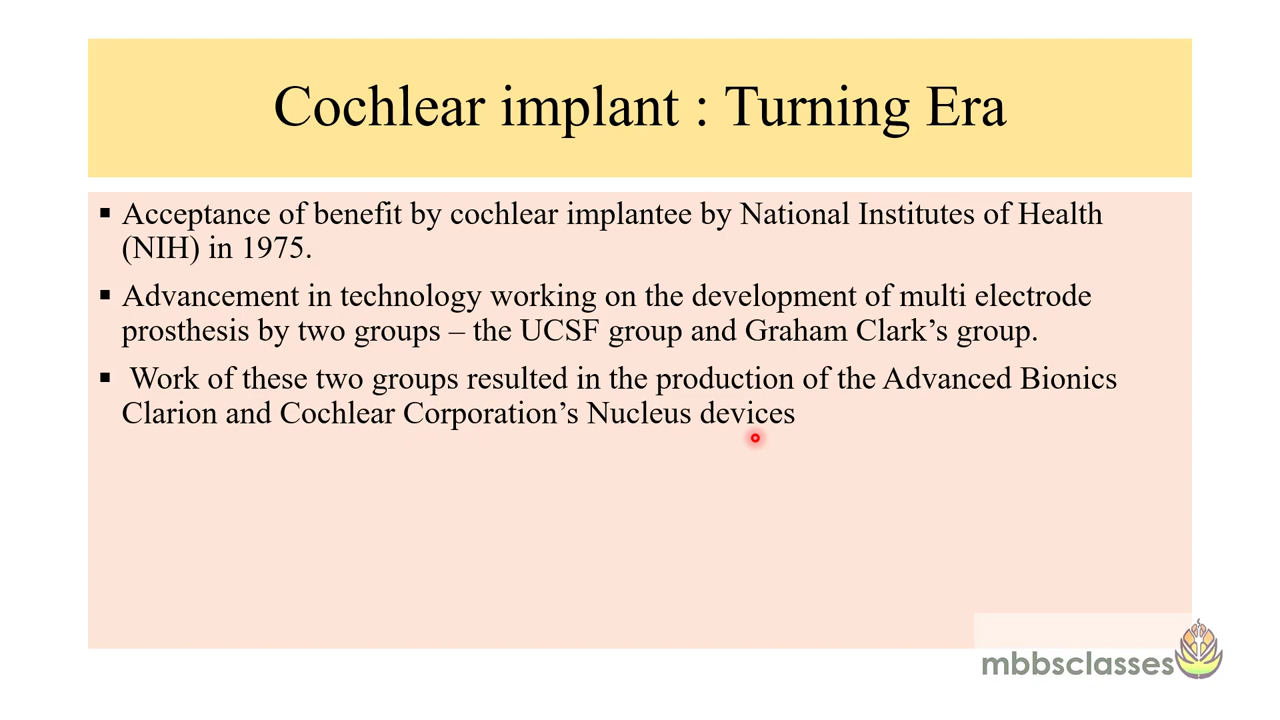 Cochlear implant : Turning Era
▪ Acceptance of benefit by cochlear implantee by National Institutes of Health
(NIH) in 1975.
▪ Advancement in technology working on the development of multi electrode
prosthesis by two groups – the UCSF group and Graham Clark’s group.
▪ Work of these two groups resulted in the production of the Advanced Bionics
Clarion and Cochlear Corporation’s Nucleus devices
mbbsclasses